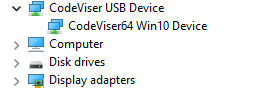 CodeViser USB Device
CodeViser64 Win10 Device
Computer
Disk drives
Display adapters